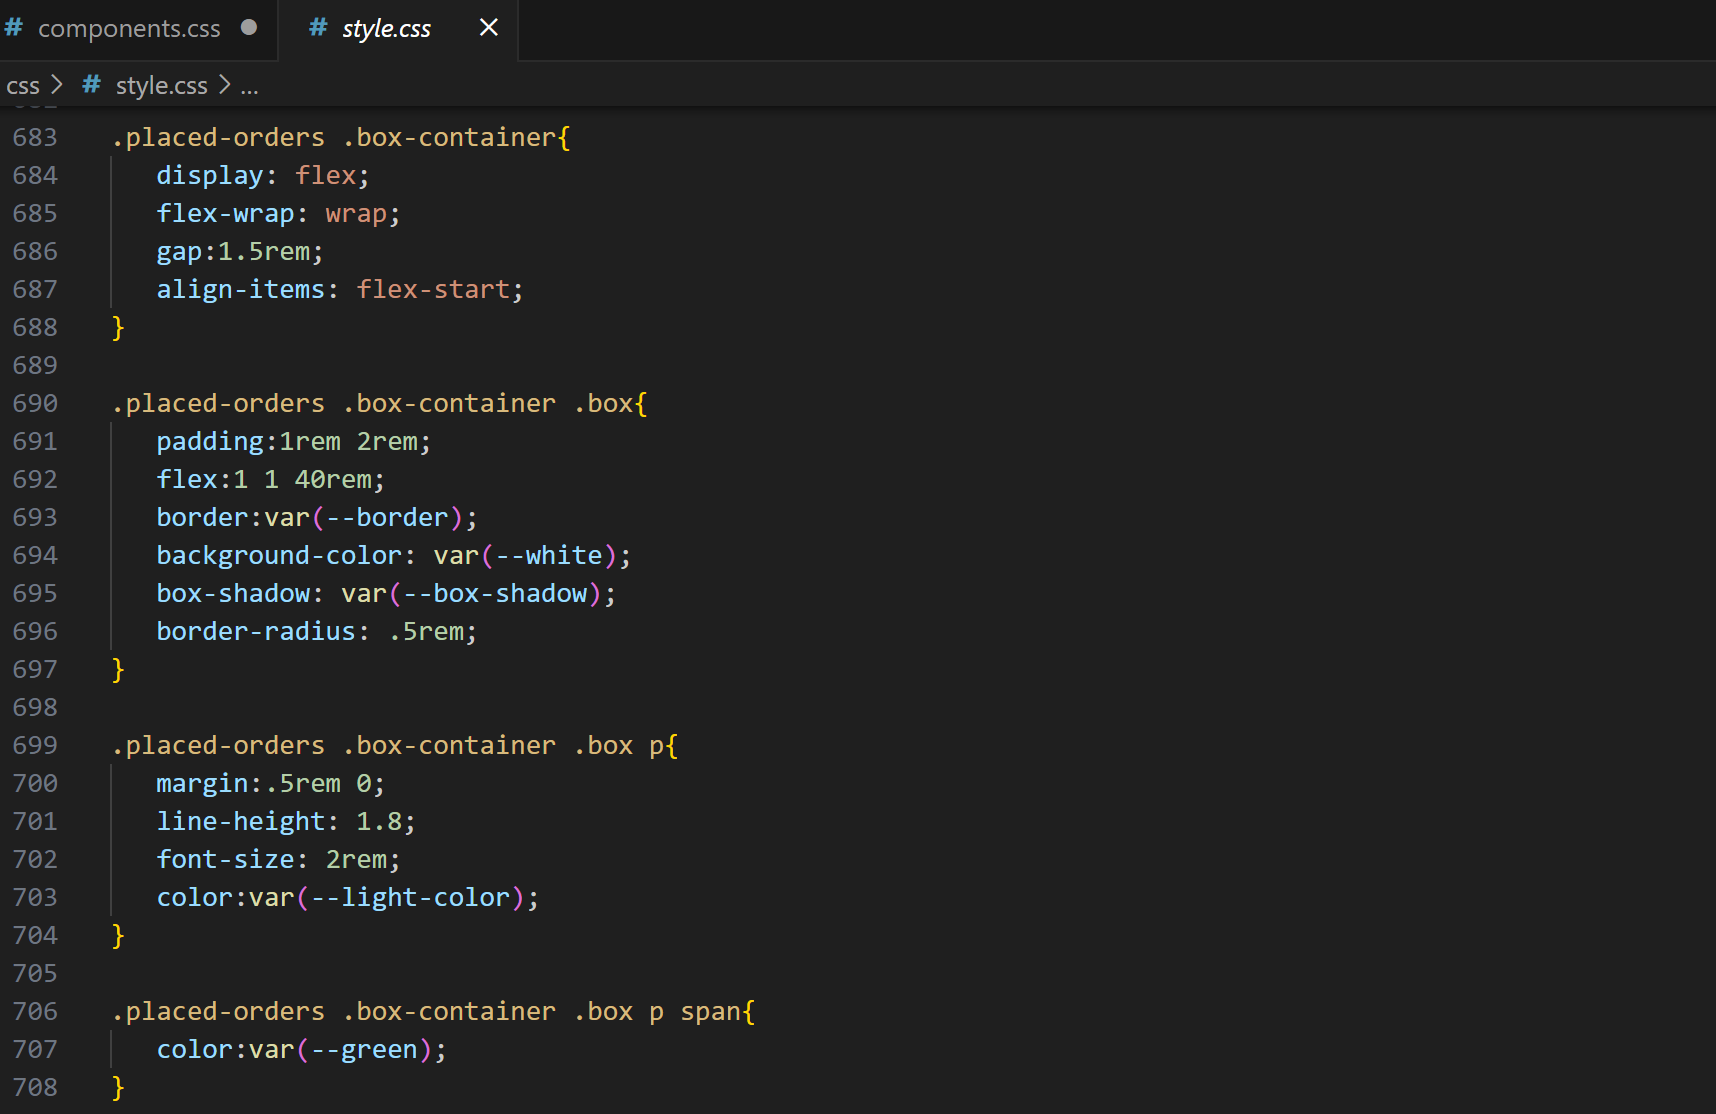 # components.css ● # style.css ×
css > # style.css > ...
682
683 .placed-orders .box-container{
684 display: flex;
685 flex-wrap: wrap;
686 gap:1.5rem;
687 align-items: flex-start;
688 }
689
690 .placed-orders .box-container .box{
691 padding:1rem 2rem;
692 flex:1 1 40rem;
693 border:var(--border);
694 background-color: var(--white);
695 box-shadow: var(--box-shadow);
696 border-radius: .5rem;
697 }
698
699 .placed-orders .box-container .box p{
700 margin:.5rem 0;
701 line-height: 1.8;
702 font-size: 2rem;
703 color:var(--light-color);
704 }
705
706 .placed-orders .box-container .box p span{
707 color:var(--green);
708 }